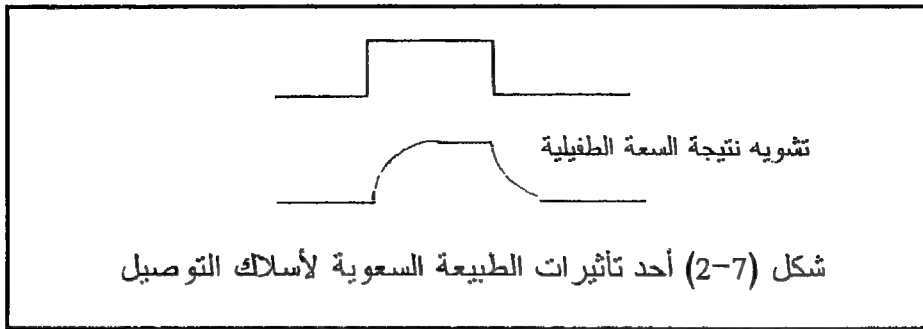 تشويه نتيجة السعة الطفيلية
شكل (7-2) أحد تأثيرات الطبيعة السعوية لأسلاك التوصيل